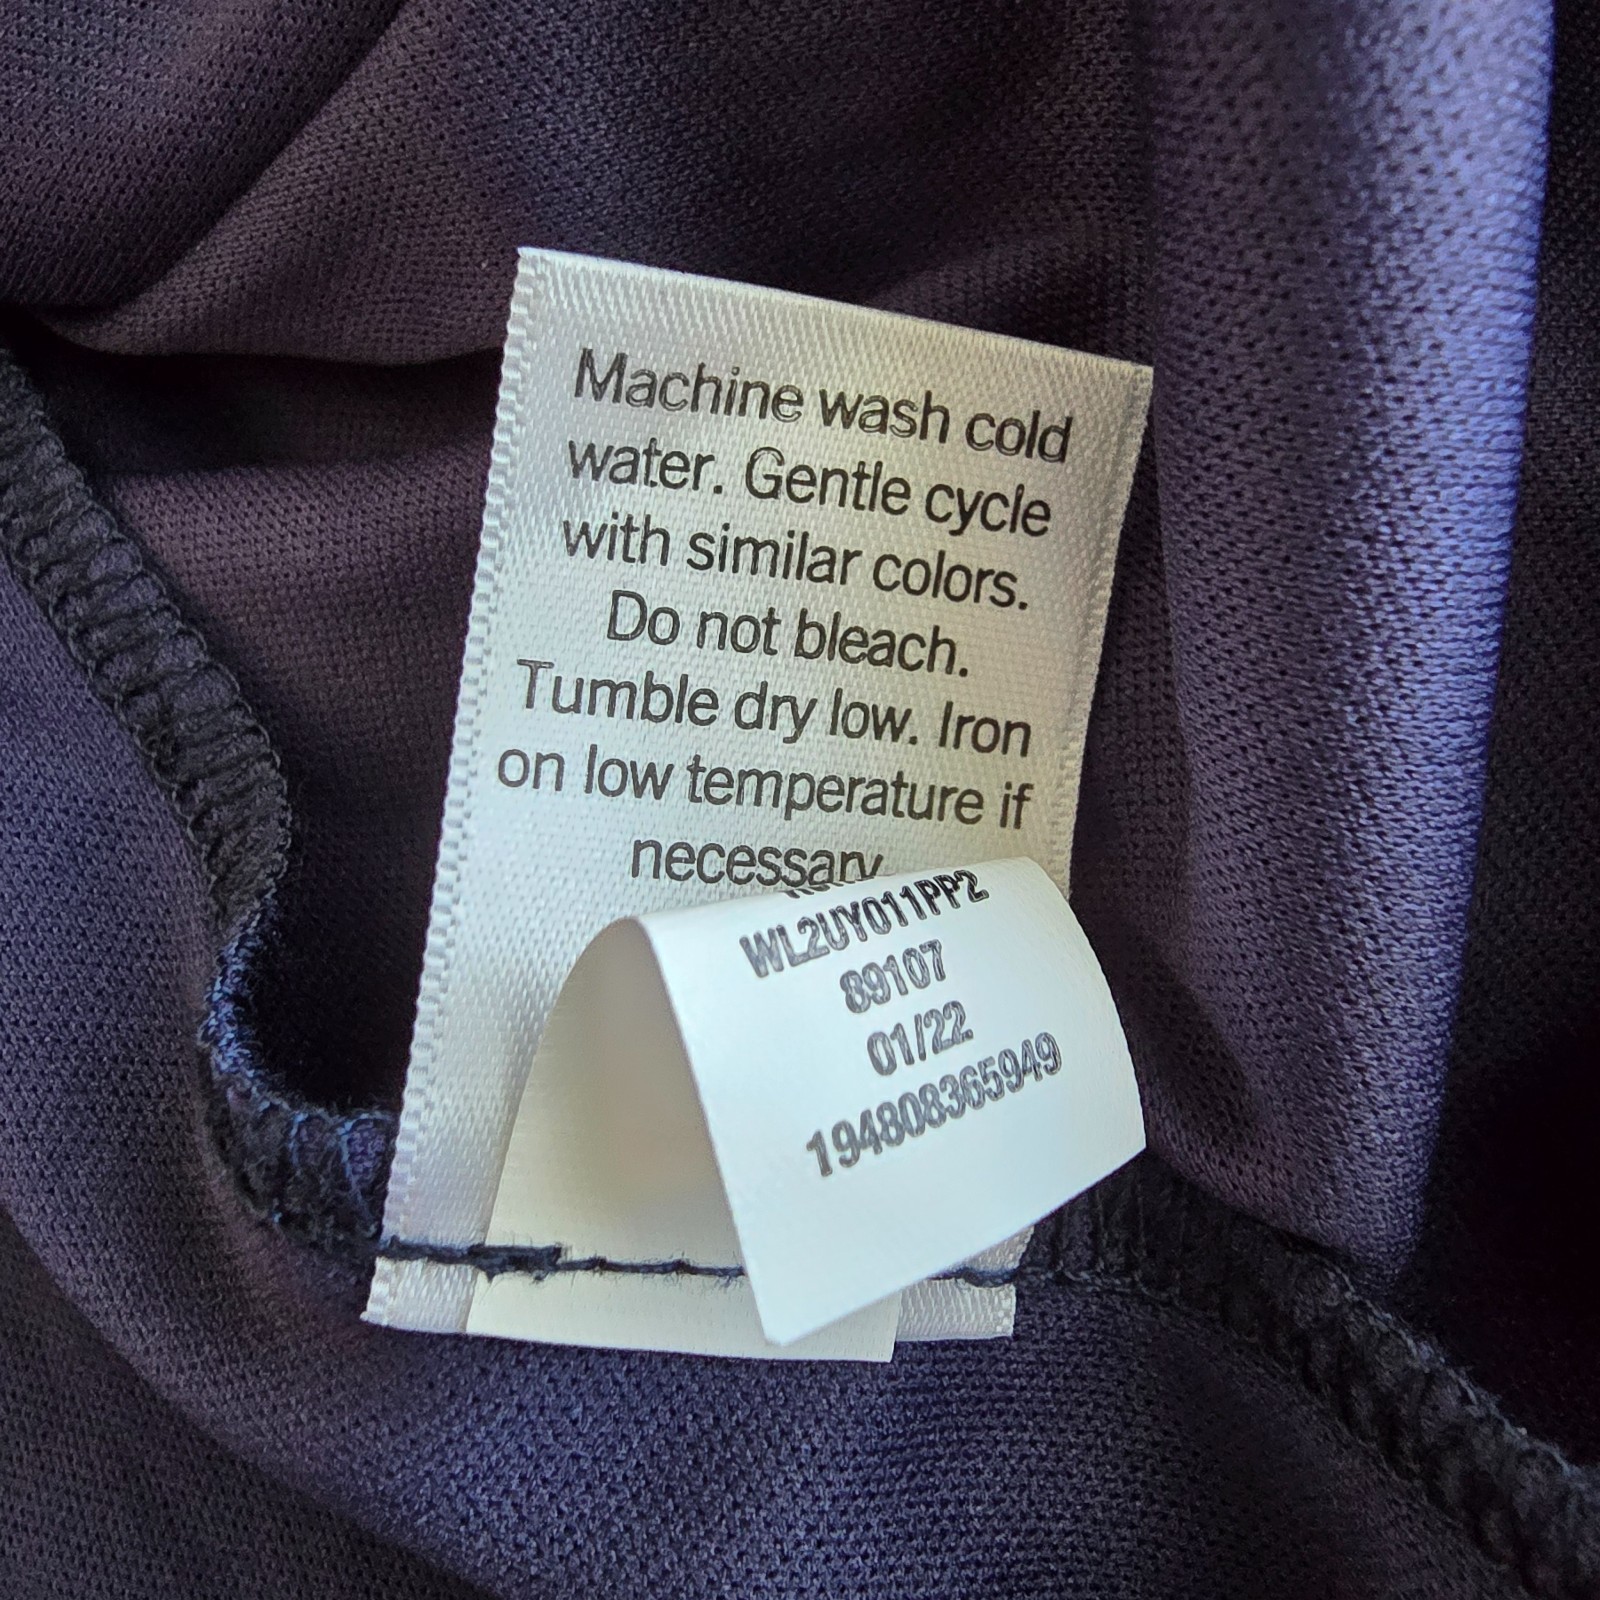 Machine wash cold
water. Gentle cycle
with similar colors.
Do not bleach.
Tumble dry low. Iron
on low temperature if
necessary
WL2UY011PP2
89107
01/22
194808365949